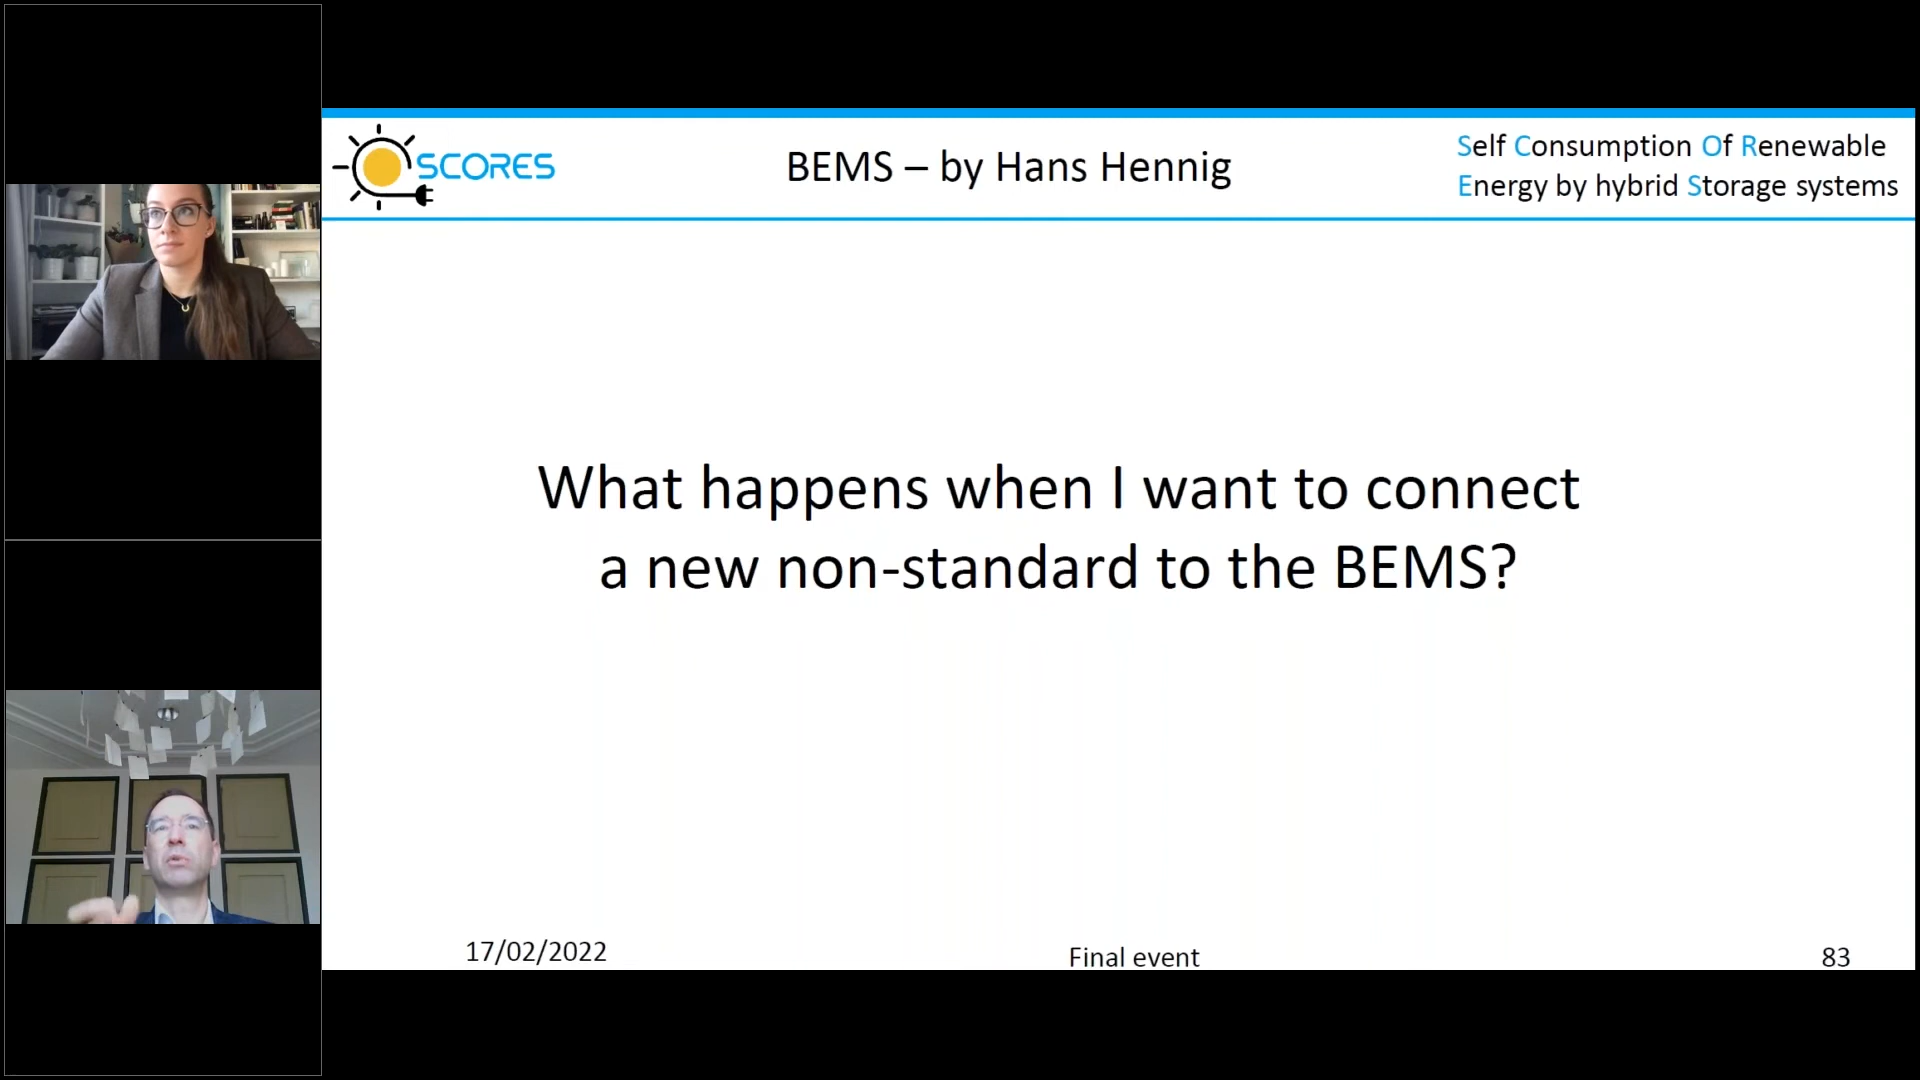 SCORES
BEMS – by Hans Hennig
Self Consumption Of Renewable
Energy by hybrid Storage systems
What happens when I want to connect
a new non-standard to the BEMS?
17/02/2022
Final event
83